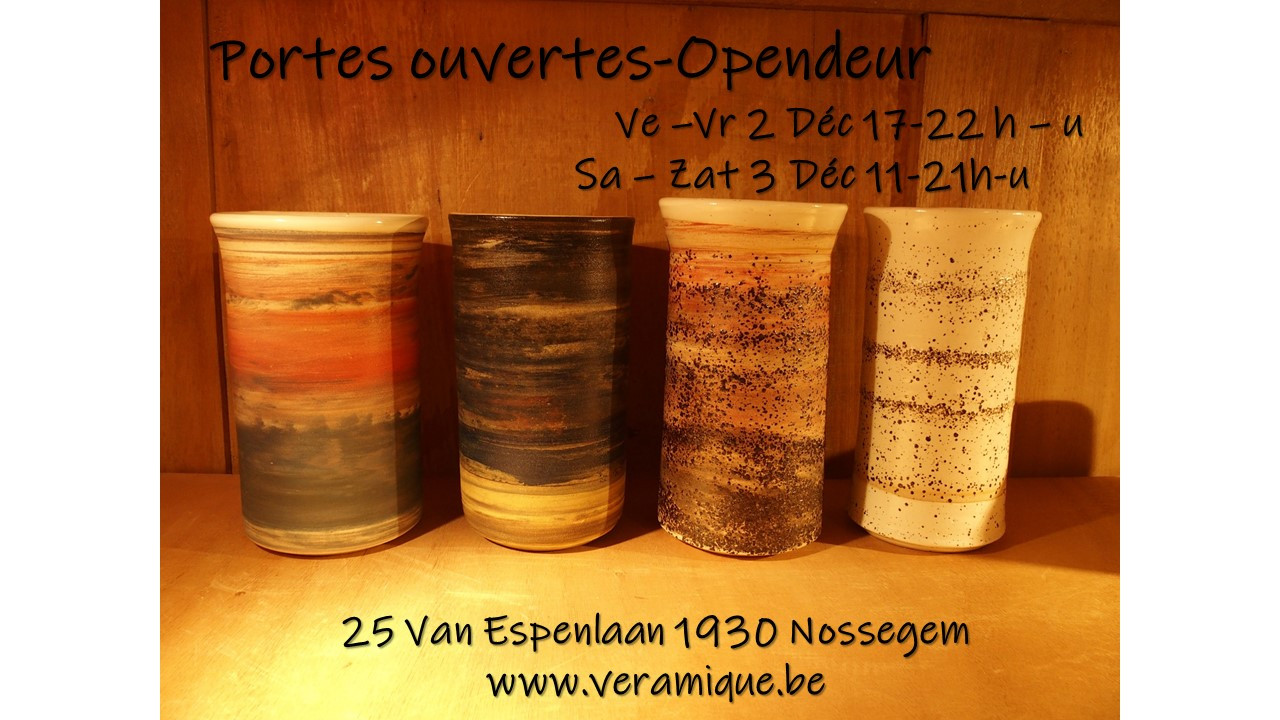 Portes ouvertes-Opendeur
Ve –Vr 2 Déc 17-22 h – u
Sa – Zat 3 Déc 11-21h-u
25 Van Espenlaan 1930 Nossegem
www.veramique.be